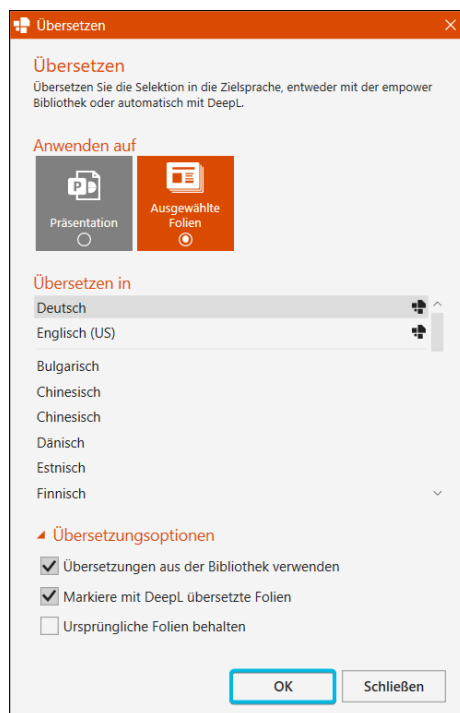 Übersetzen
Übersetzen
Übersetzen Sie die Selektion in die Zielsprache, entweder mit der empower
Bibliothek oder automatisch mit DeepL.
Anwenden auf
Präsentation
Ausgewählte
Folien
Übersetzen in
Deutsch
Englisch (US)
Bulgarisch
Chinesisch
Chinesisch
Dänisch
Estnisch
Finnisch
Übersetzungsoptionen
Übersetzungen aus der Bibliothek verwenden
Markiere mit DeepL übersetzte Folien
Ursprüngliche Folien behalten
OK
Schließen